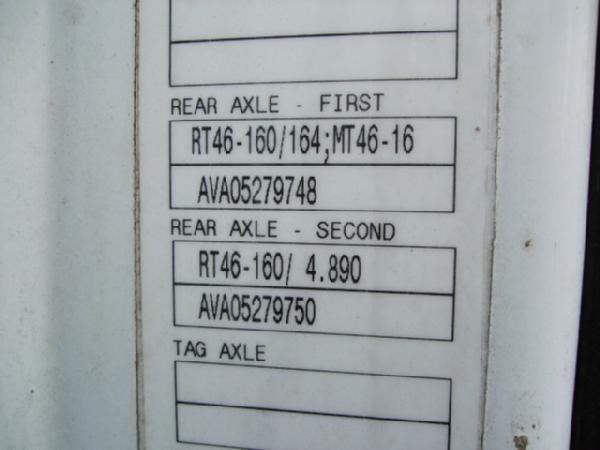 REAR AXLE - FIRST
RT46-160/164;MT46-16
AVA05279748
REAR AXLE - SECOND
RT46-160/ 4.890
AVA05279750
TAG AXLE